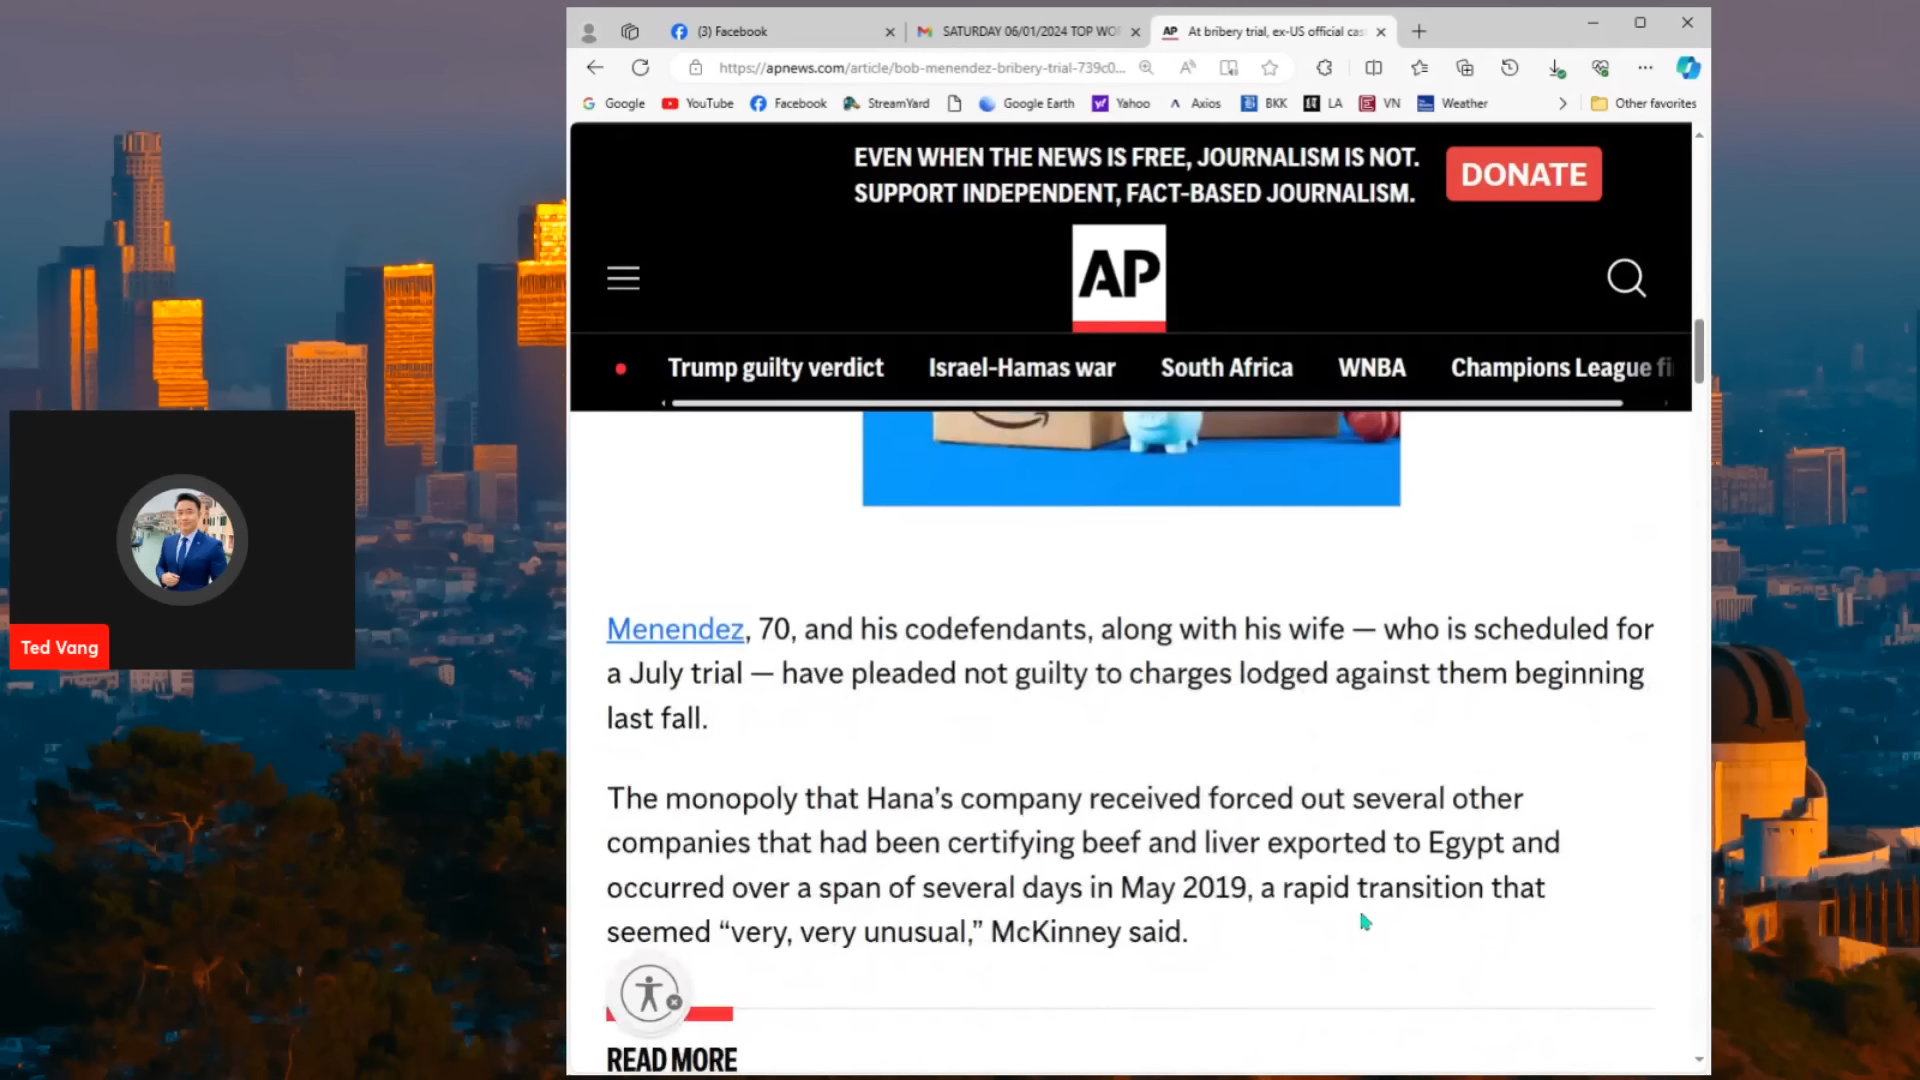 (3) Facebook
SATURDAY 06/01/2024 TOP WO
AP At bribery trial, ex-US official cas
https://apnews.com/article/bob-menendez-bribery-trial-739c0...
Google YouTube Facebook StreamYard Google Earth Yahoo Axios BKK LA VN Weather Other favorites
EVEN WHEN THE NEWS IS FREE, JOURNALISM IS NOT.
SUPPORT INDEPENDENT, FACT-BASED JOURNALISM.
DONATE
AP
Trump guilty verdict Israel-Hamas war South Africa WNBA Champions League fi
Ted Vang
Menendez, 70, and his codefendants, along with his wife — who is scheduled for
a July trial — have pleaded not guilty to charges lodged against them beginning
last fall.
The monopoly that Hana’s company received forced out several other
companies that had been certifying beef and liver exported to Egypt and
occurred over a span of several days in May 2019, a rapid transition that
seemed “very, very unusual,” McKinney said.
READ MORE